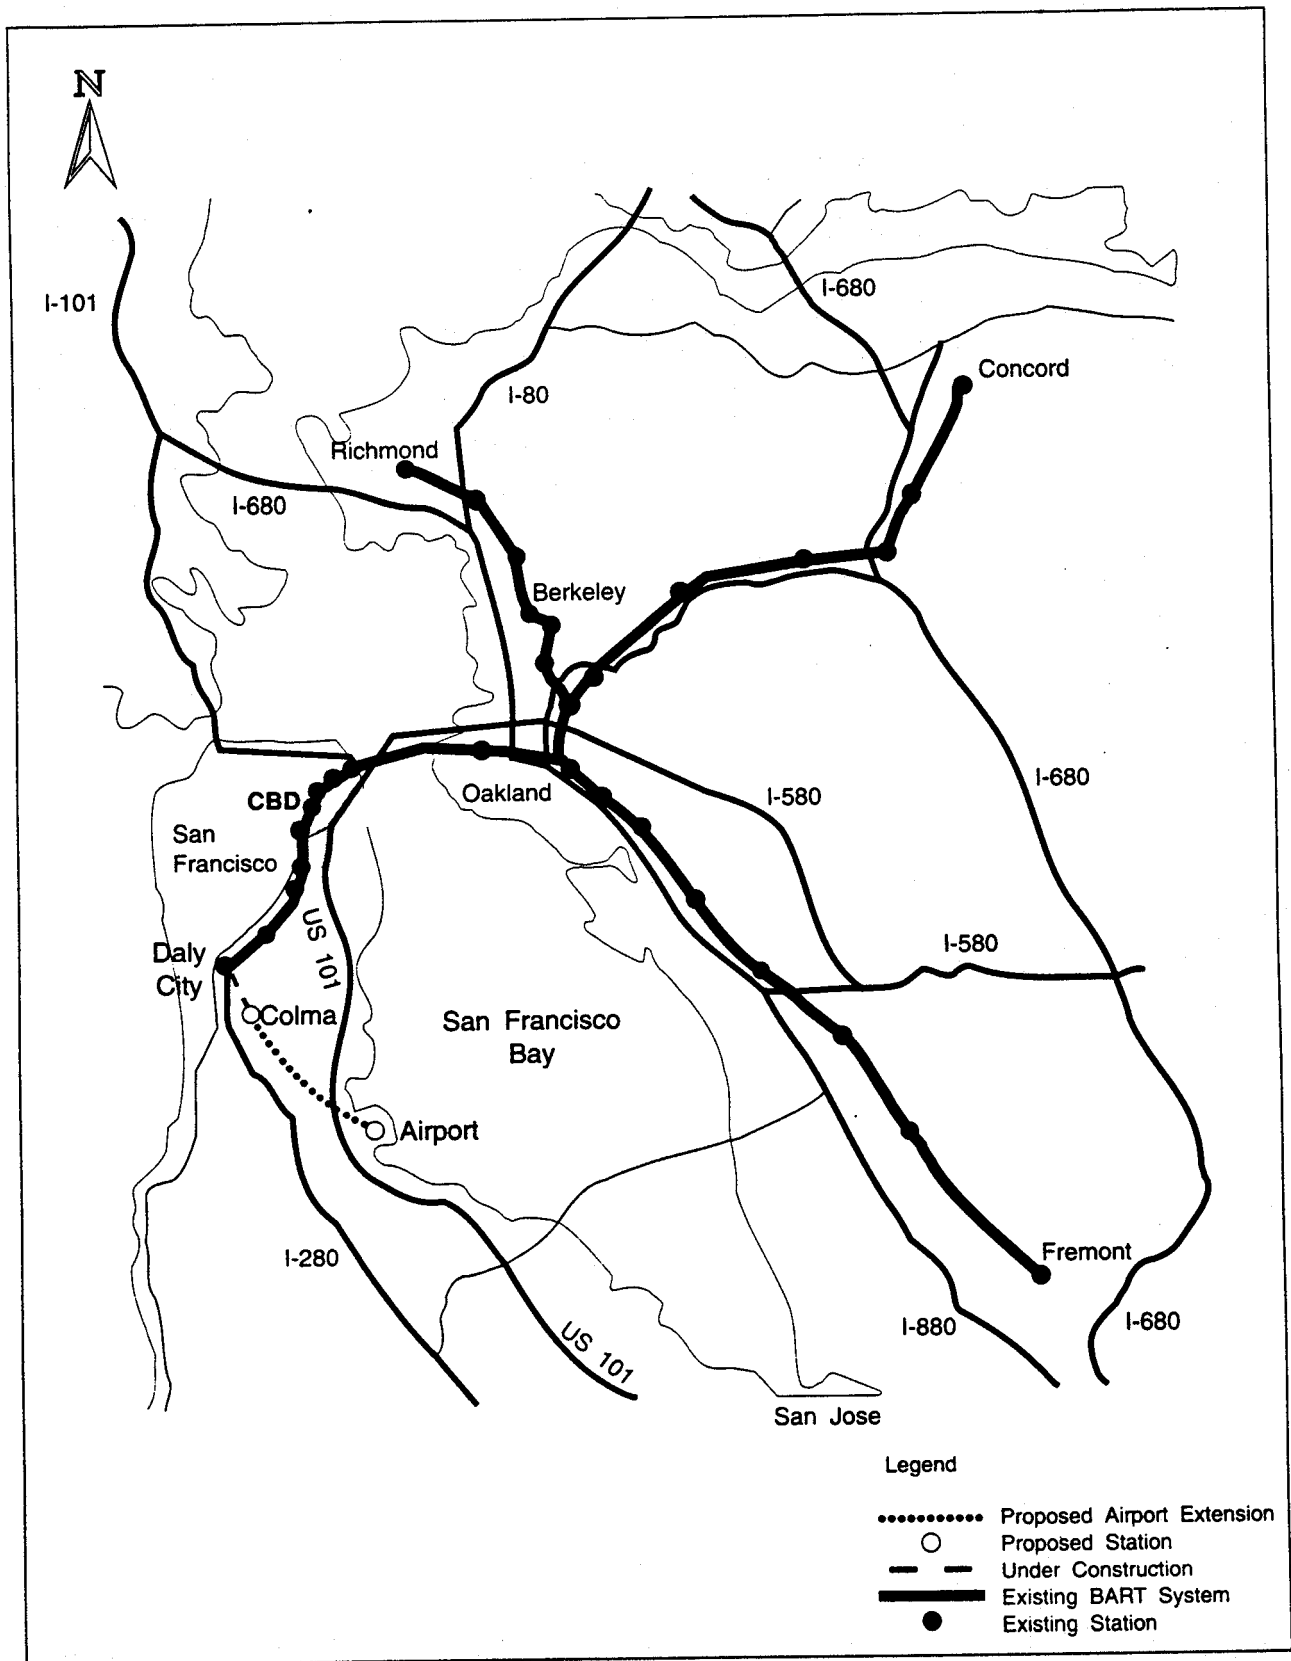 N
I-101
I-680
Concord
I-80
Richmond
I-680
Berkeley
I-680
CBD
Oakland
I-580
San
Francisco
US 101
I-580
Daly
City
Colma
San Francisco
Bay
Airport
Fremont
I-280
I-880
I-680
US 101
San Jose
Legend
Proposed Airport Extension
Proposed Station
Under Construction
Existing BART System
Existing Station